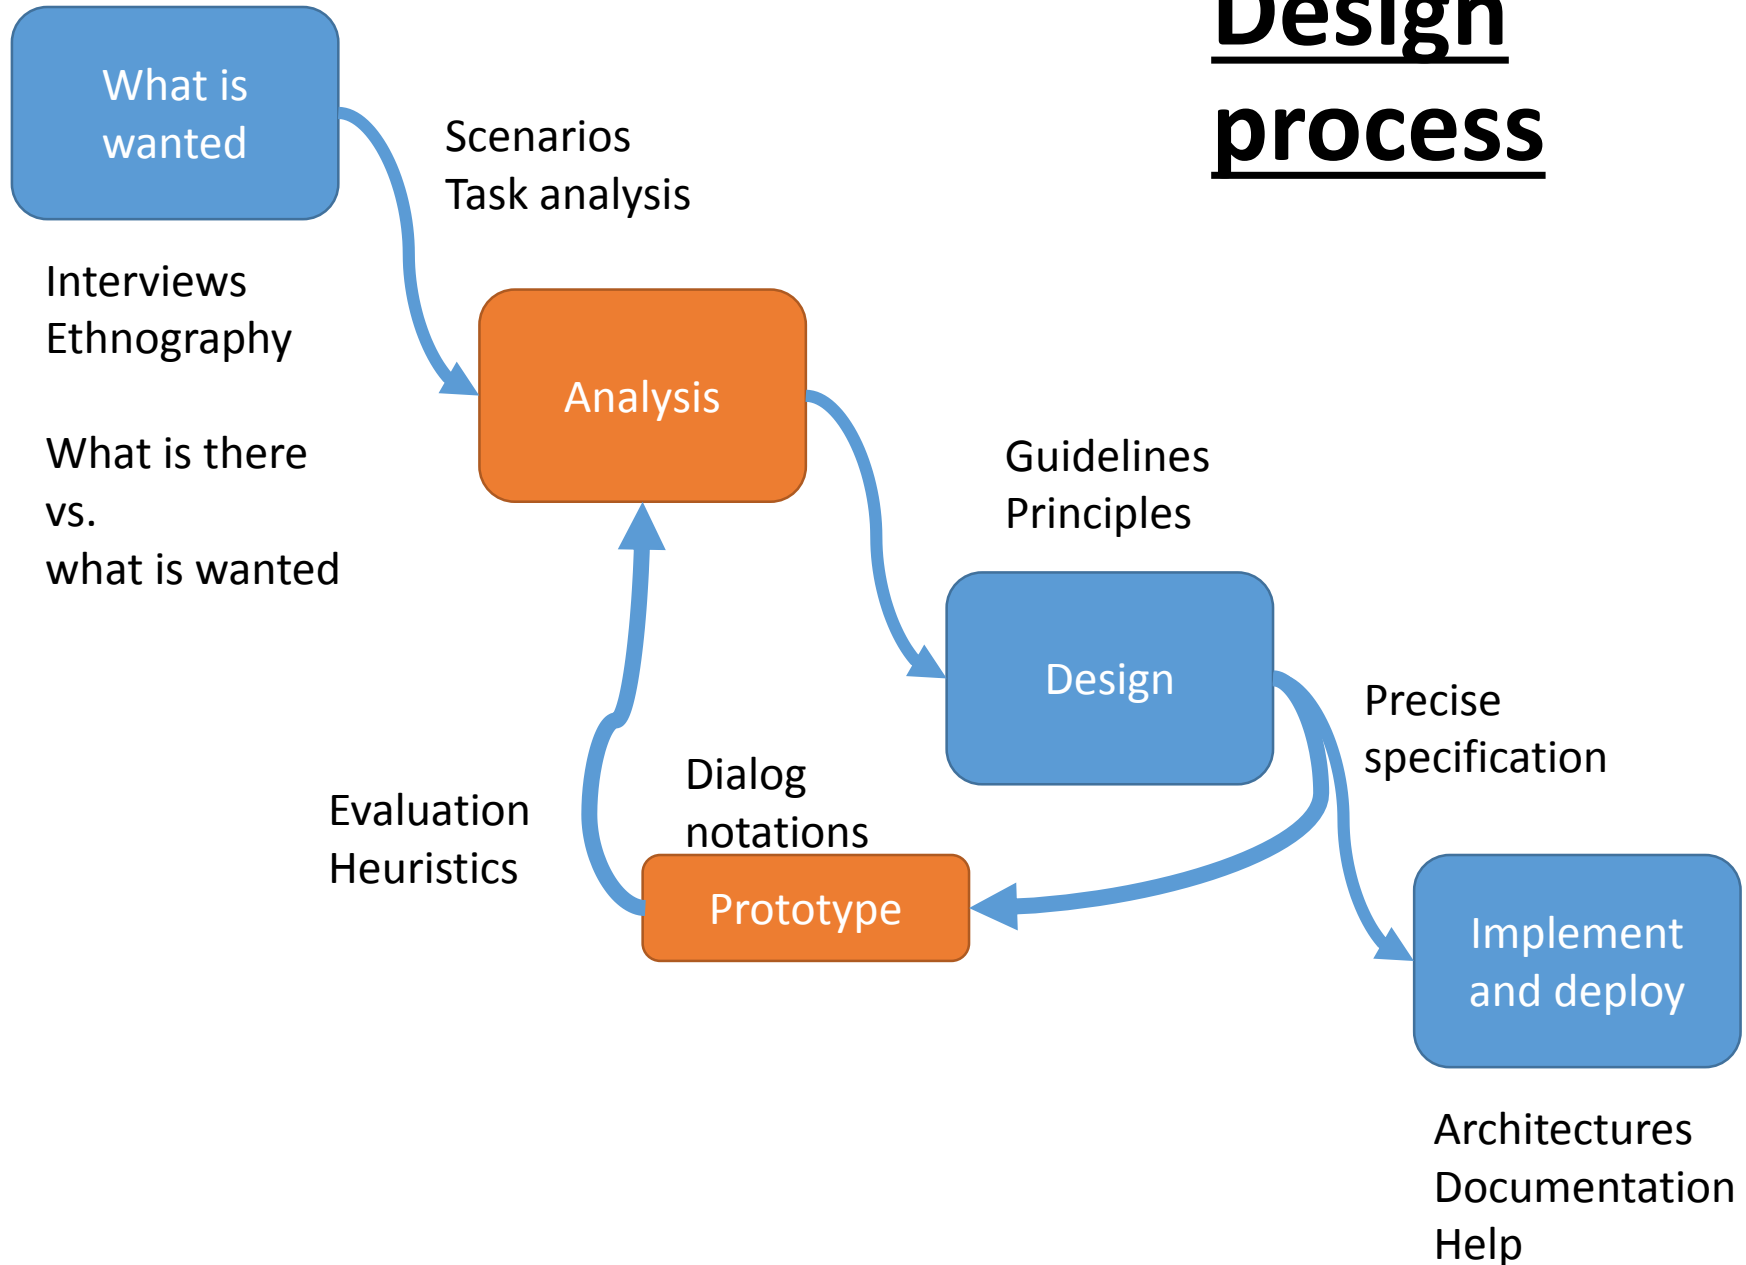 Design
process
What is
wanted
Scenarios
Task analysis
Interviews
Ethnography
What is there
vs.
what is wanted
Analysis
Guidelines
Principles
Design
Precise
specification
Dialog
notations
Evaluation
Heuristics
Prototype
Implement
and deploy
Architectures
Documentation
Help